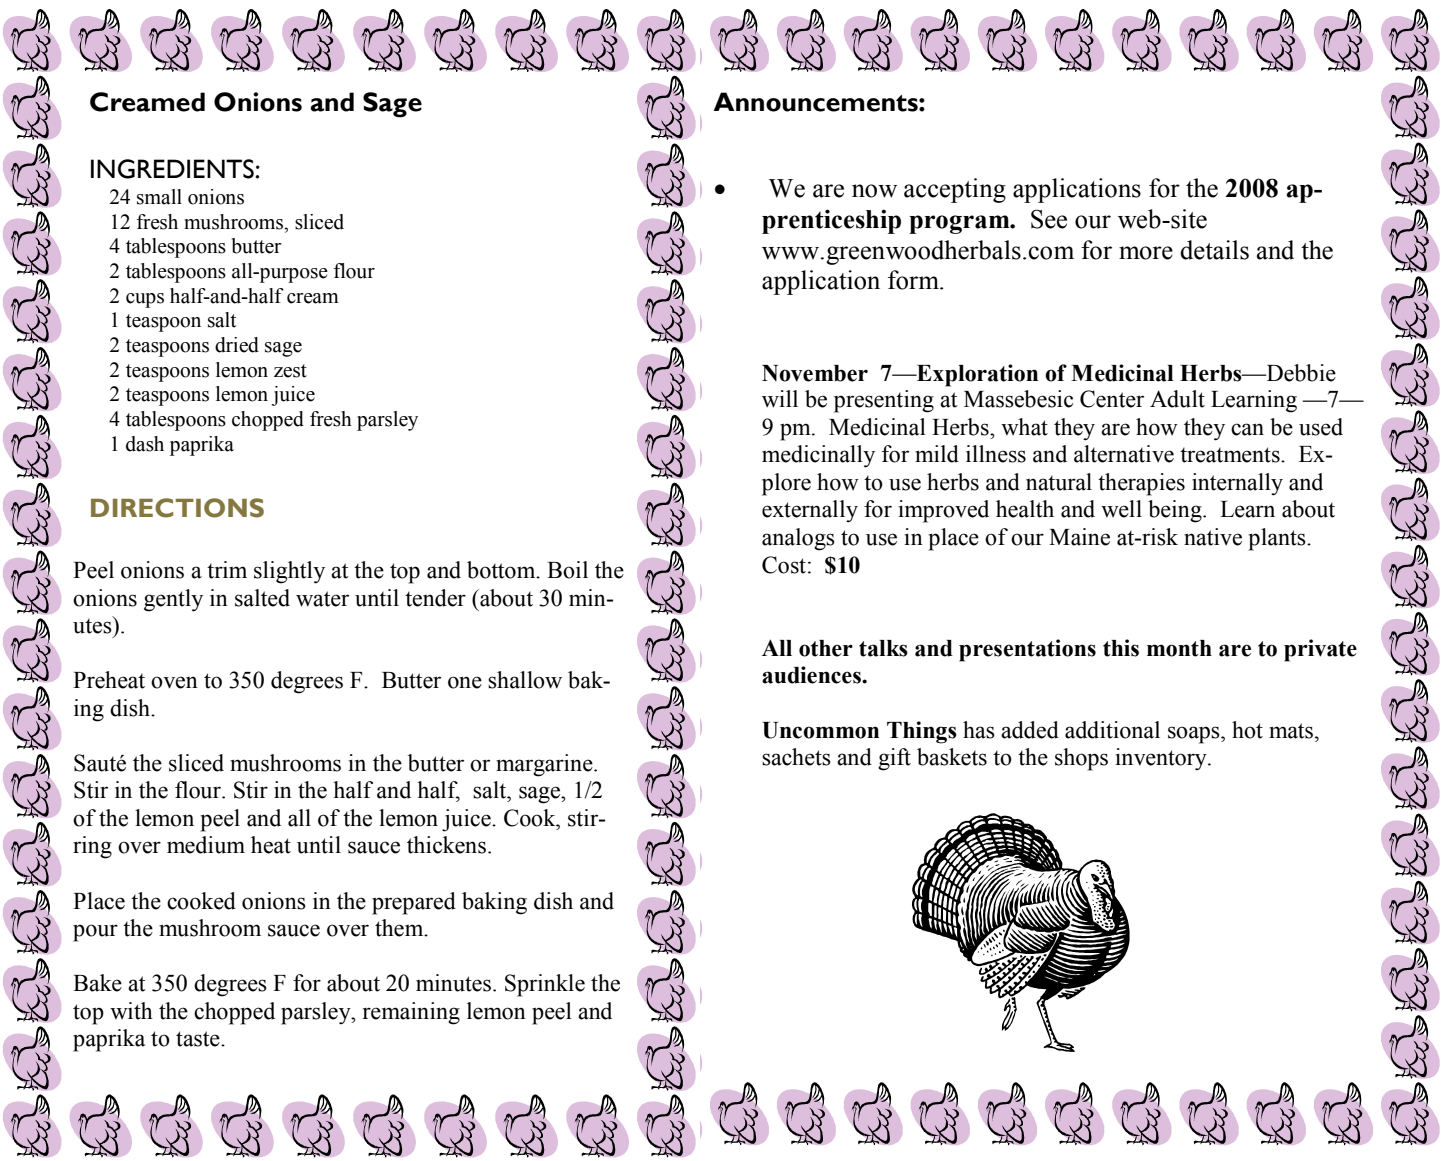 Creamed Onions and Sage
INGREDIENTS:
24 small onions
12 fresh mushrooms, sliced
4 tablespoons butter
2 tablespoons all-purpose flour
2 cups half-and-half cream
1 teaspoon salt
2 teaspoons dried sage
2 teaspoons lemon zest
2 teaspoons lemon juice
4 tablespoons chopped fresh parsley
1 dash paprika
DIRECTIONS
Peel onions a trim slightly at the top and bottom. Boil the
onions gently in salted water until tender (about 30 min-
utes).
Preheat oven to 350 degrees F.  Butter one shallow bak-
ing dish.
Sauté the sliced mushrooms in the butter or margarine.
Stir in the flour. Stir in the half and half,  salt, sage, 1/2
of the lemon peel and all of the lemon juice. Cook, stir-
ring over medium heat until sauce thickens.
Place the cooked onions in the prepared baking dish and
pour the mushroom sauce over them.
Bake at 350 degrees F for about 20 minutes. Sprinkle the
top with the chopped parsley, remaining lemon peel and
paprika to taste.
Announcements:
•  We are now accepting applications for the 2008 ap-
prenticeship program.  See our web-site
www.greenwoodherbals.com for more details and the
application form.
November  7—Exploration of Medicinal Herbs—Debbie
will be presenting at Massebesic Center Adult Learning —7—
9 pm.  Medicinal Herbs, what they are how they can be used
medicinally for mild illness and alternative treatments.  Ex-
plore how to use herbs and natural therapies internally and
externally for improved health and well being.  Learn about
analogs to use in place of our Maine at-risk native plants.
Cost:  $10
All other talks and presentations this month are to private
audiences.
Uncommon Things has added additional soaps, hot mats,
sachets and gift baskets to the shops inventory.